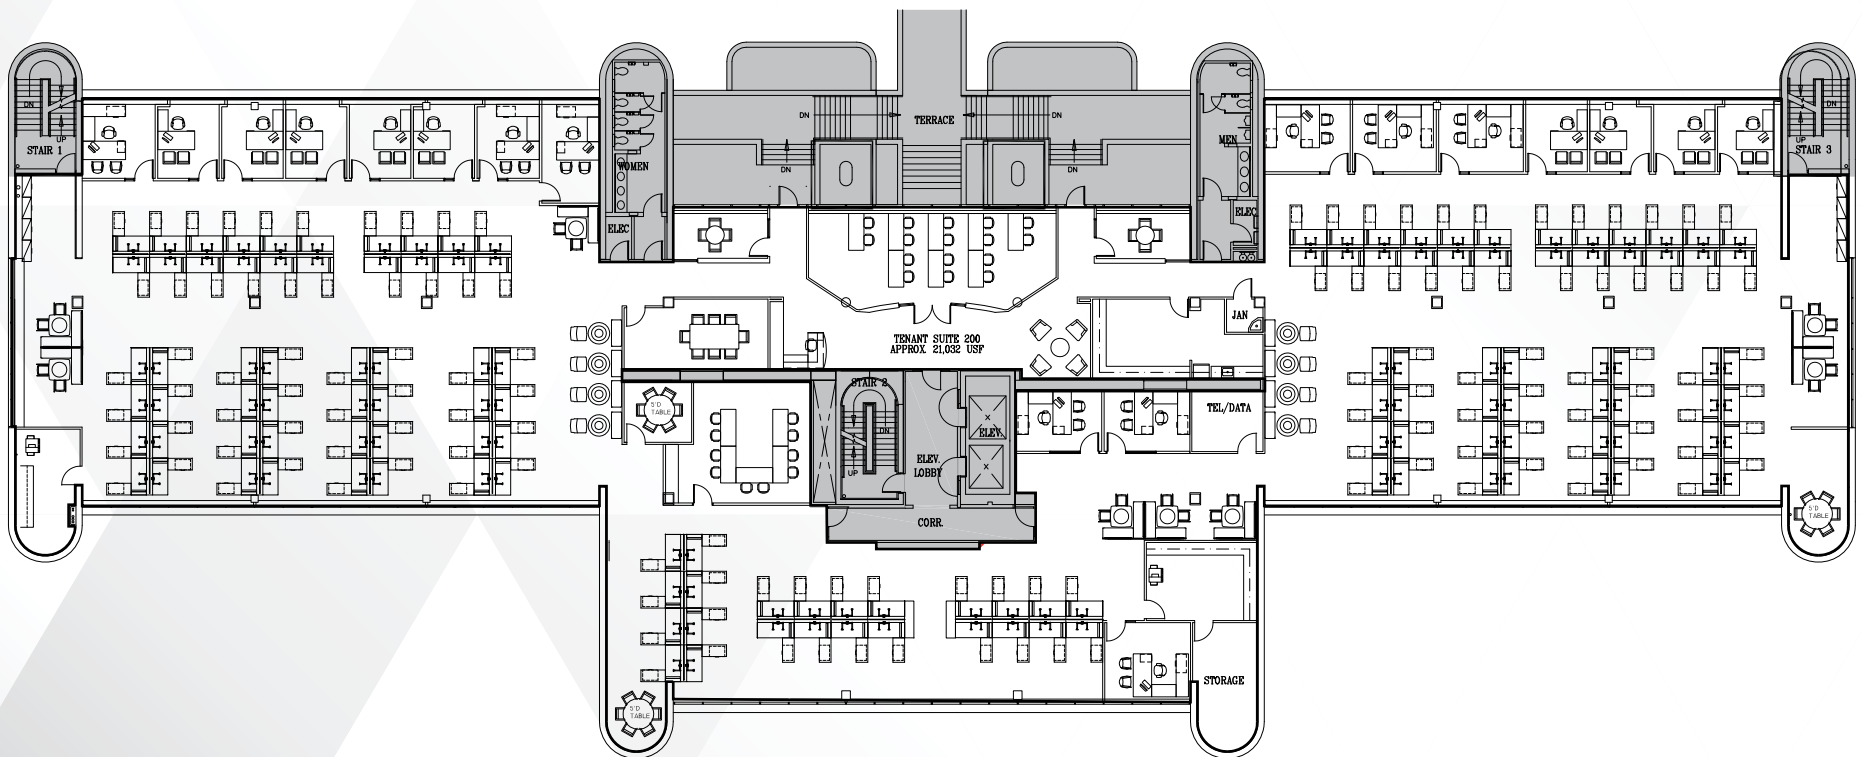 TERRACE
DN
DN
DN
DN
DN
UP
STAIR 1
WOMEN
ELEC
MEN
ELEC
DN
UP
STAIR 3
JAN
TENANT SUITE 200
APPROX. 21,032 USF
STAIR 2
DN
UP
ELEV.
LOBBY
ELEV.
CORR.
5'D
TABLE
TEL/DATA
5'D
TABLE
5'D
TABLE
STORAGE